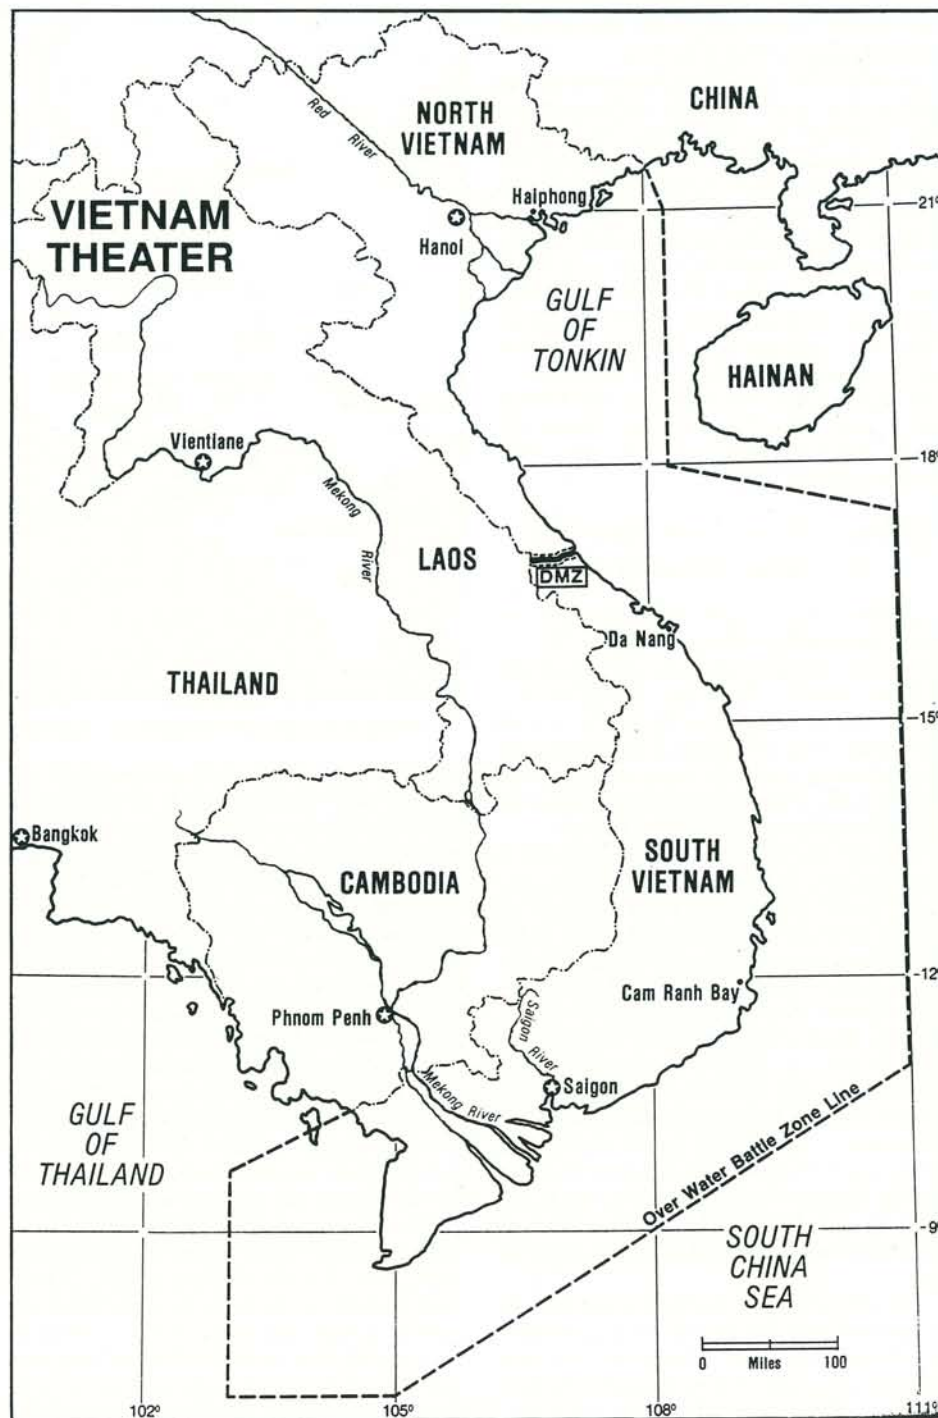 CHINA
NORTH
VIETNAM
Red
River
Haiphong
21°
VIETNAM
THEATER
Hanoi
GULF
OF
TONKIN
HAINAN
Vientiane
18°
Mekong
River
LAOS
DMZ
Da Nang
THAILAND
15°
Bangkok
CAMBODIA
SOUTH
VIETNAM
12°
Cam Ranh Bay
Phnom Penh
Saigon
River
Mekong River
Saigon
GULF
OF
THAILAND
Over Water Battle Zone Line
9°
SOUTH
CHINA
SEA
0 Miles 100
102° 105° 108° 111°